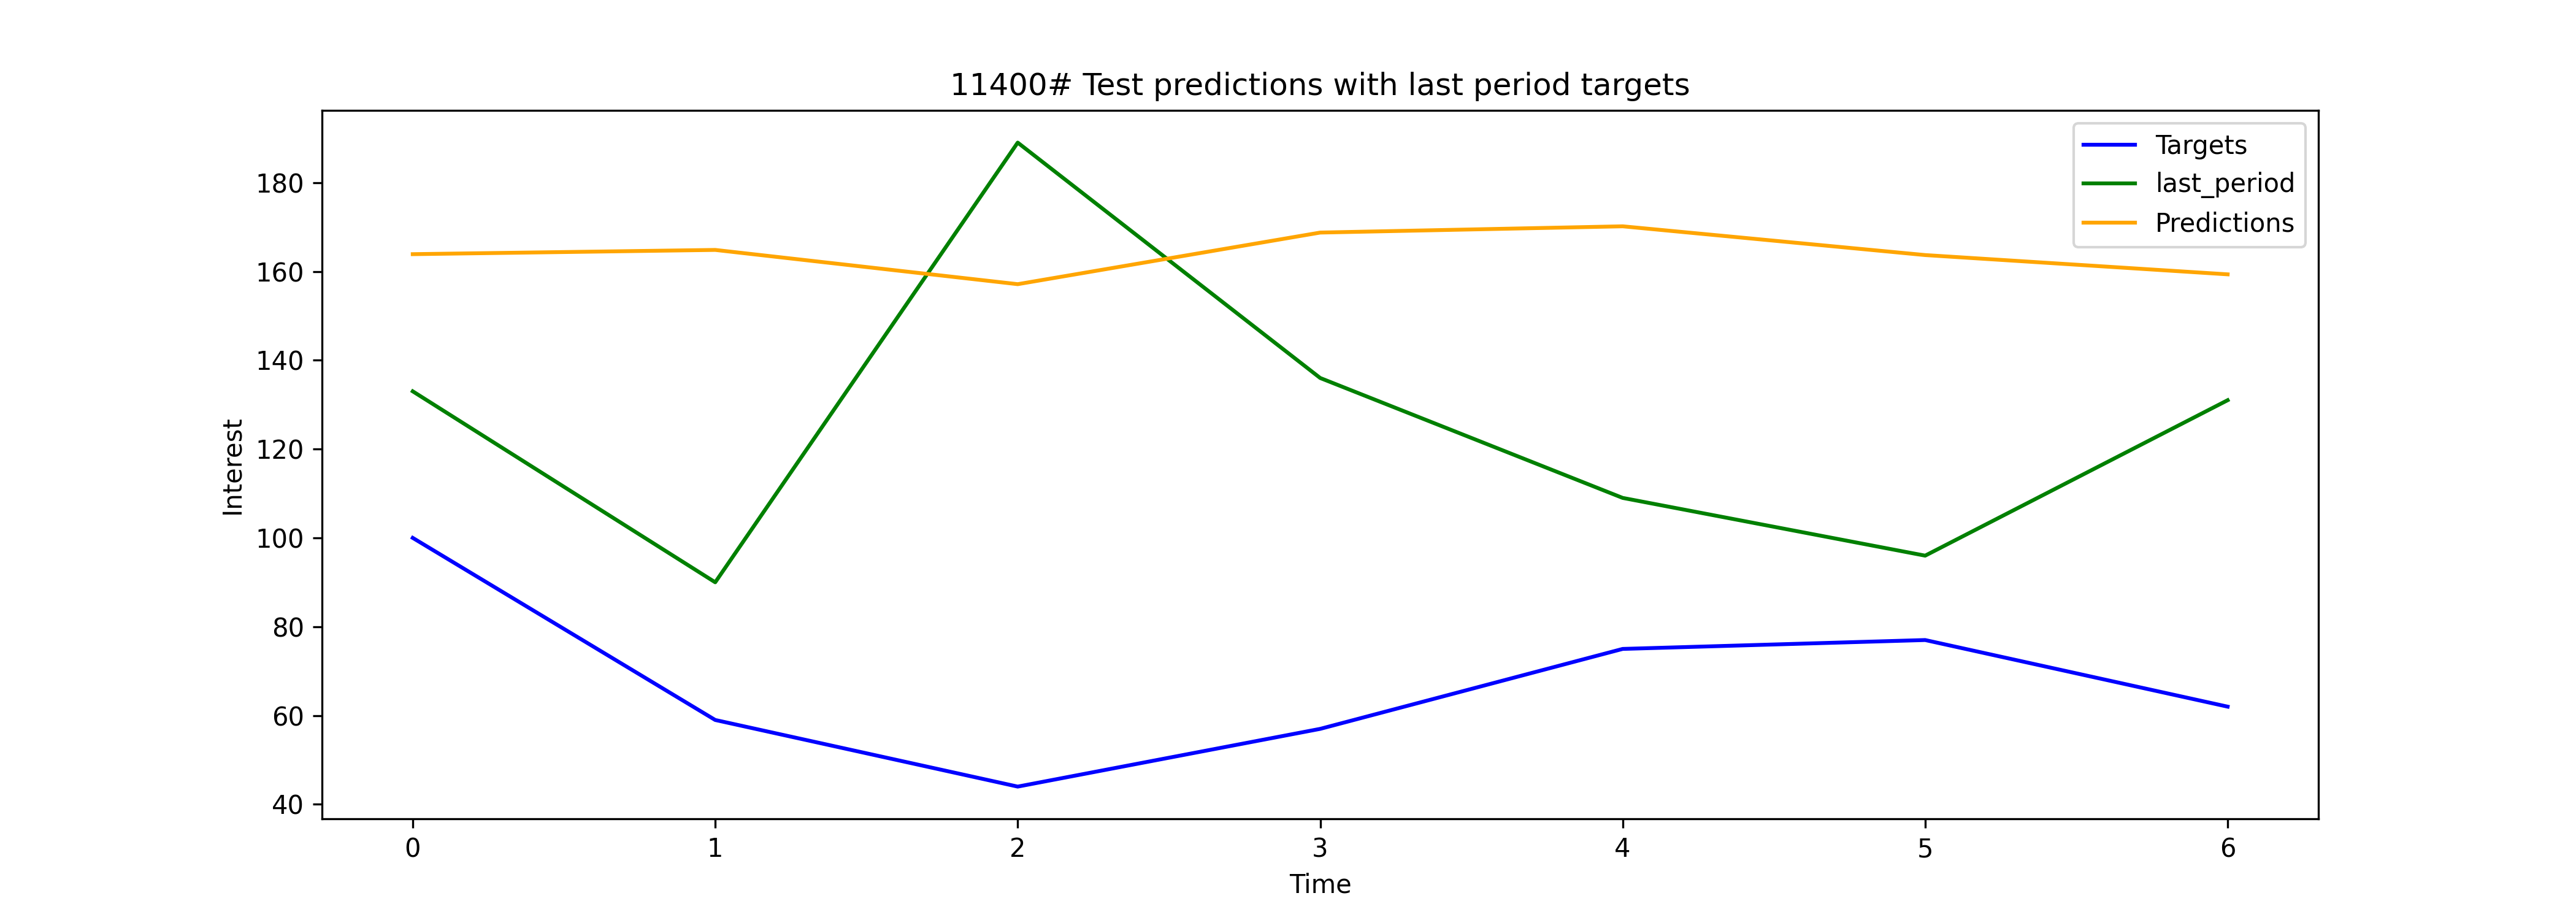 11400# Test predictions with last period targets
Targets
last_period
Predictions
Interest
180
160
140
120
100
80
60
40
0 1 2 3 4 5 6
Time